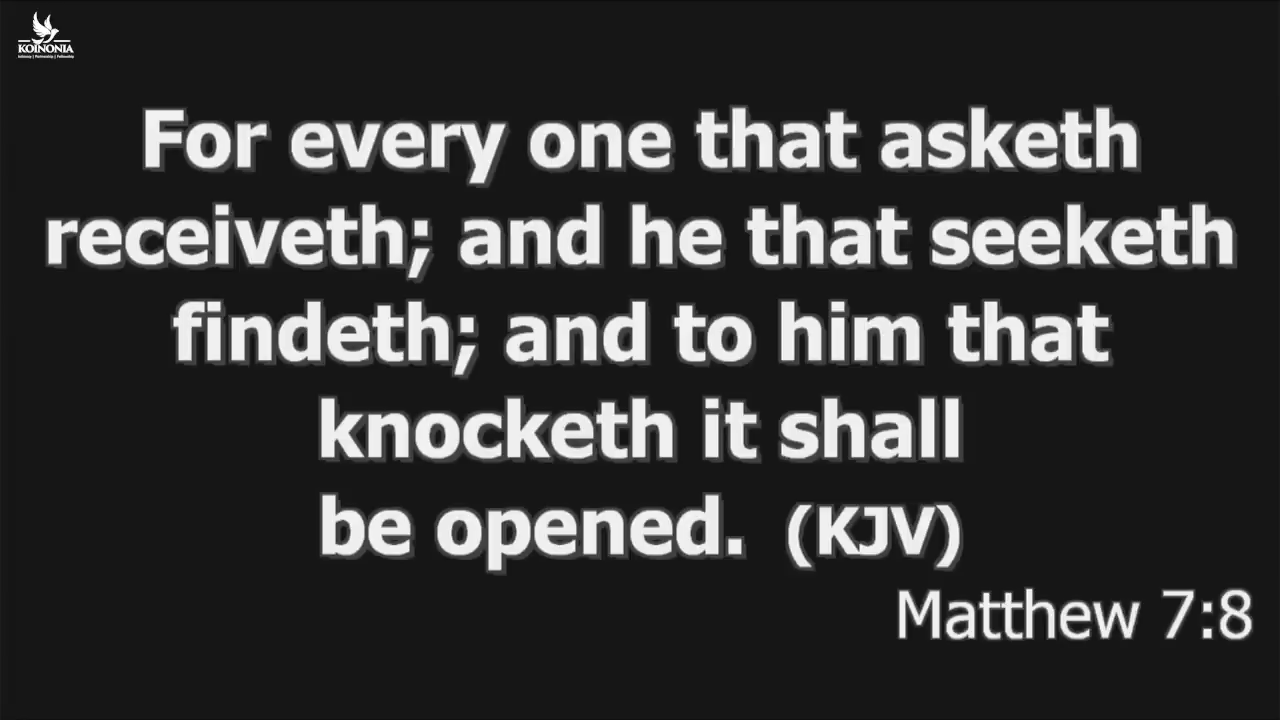 KOINONIA
For every one that asketh
receiveth; and he that seeketh
findeth; and to him that
knocketh it shall
be opened. (KJV)
Matthew 7:8